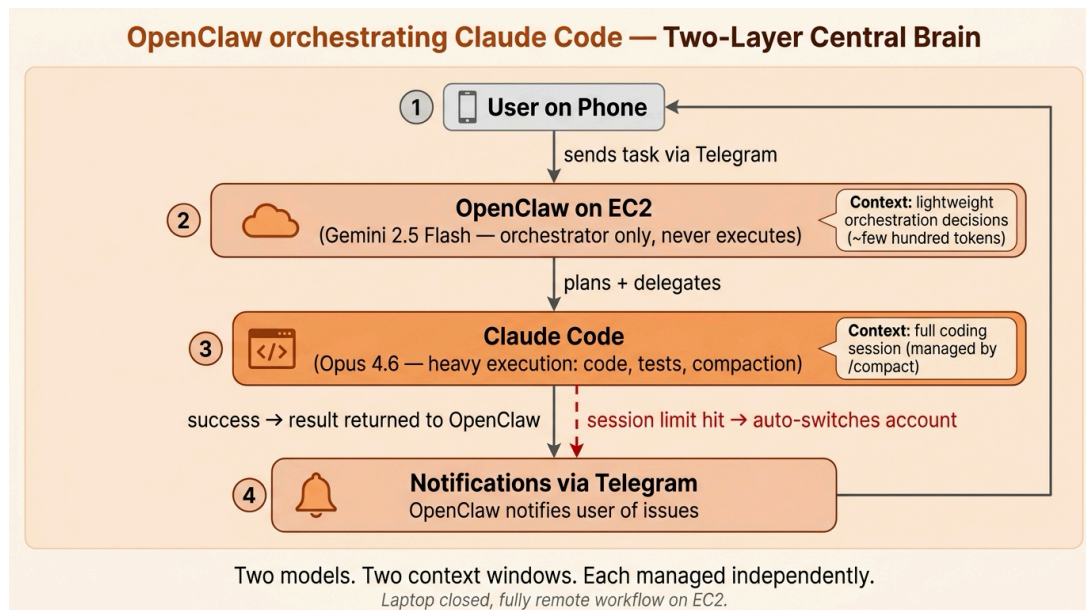 OpenClaw orchestrating Claude Code — Two-Layer Central Brain
1
User on Phone
sends task via Telegram
2
OpenClaw on EC2
(Gemini 2.5 Flash — orchestrator only, never executes)
Context: lightweight
orchestration decisions
(~few hundred tokens)
plans + delegates
3
</>
Claude Code
(Opus 4.6 — heavy execution: code, tests, compaction)
Context: full coding
session (managed by
/compact)
success → result returned to OpenClaw
session limit hit → auto-switches account
4
Notifications via Telegram
OpenClaw notifies user of issues
Two models. Two context windows. Each managed independently.
Laptop closed, fully remote workflow on EC2.